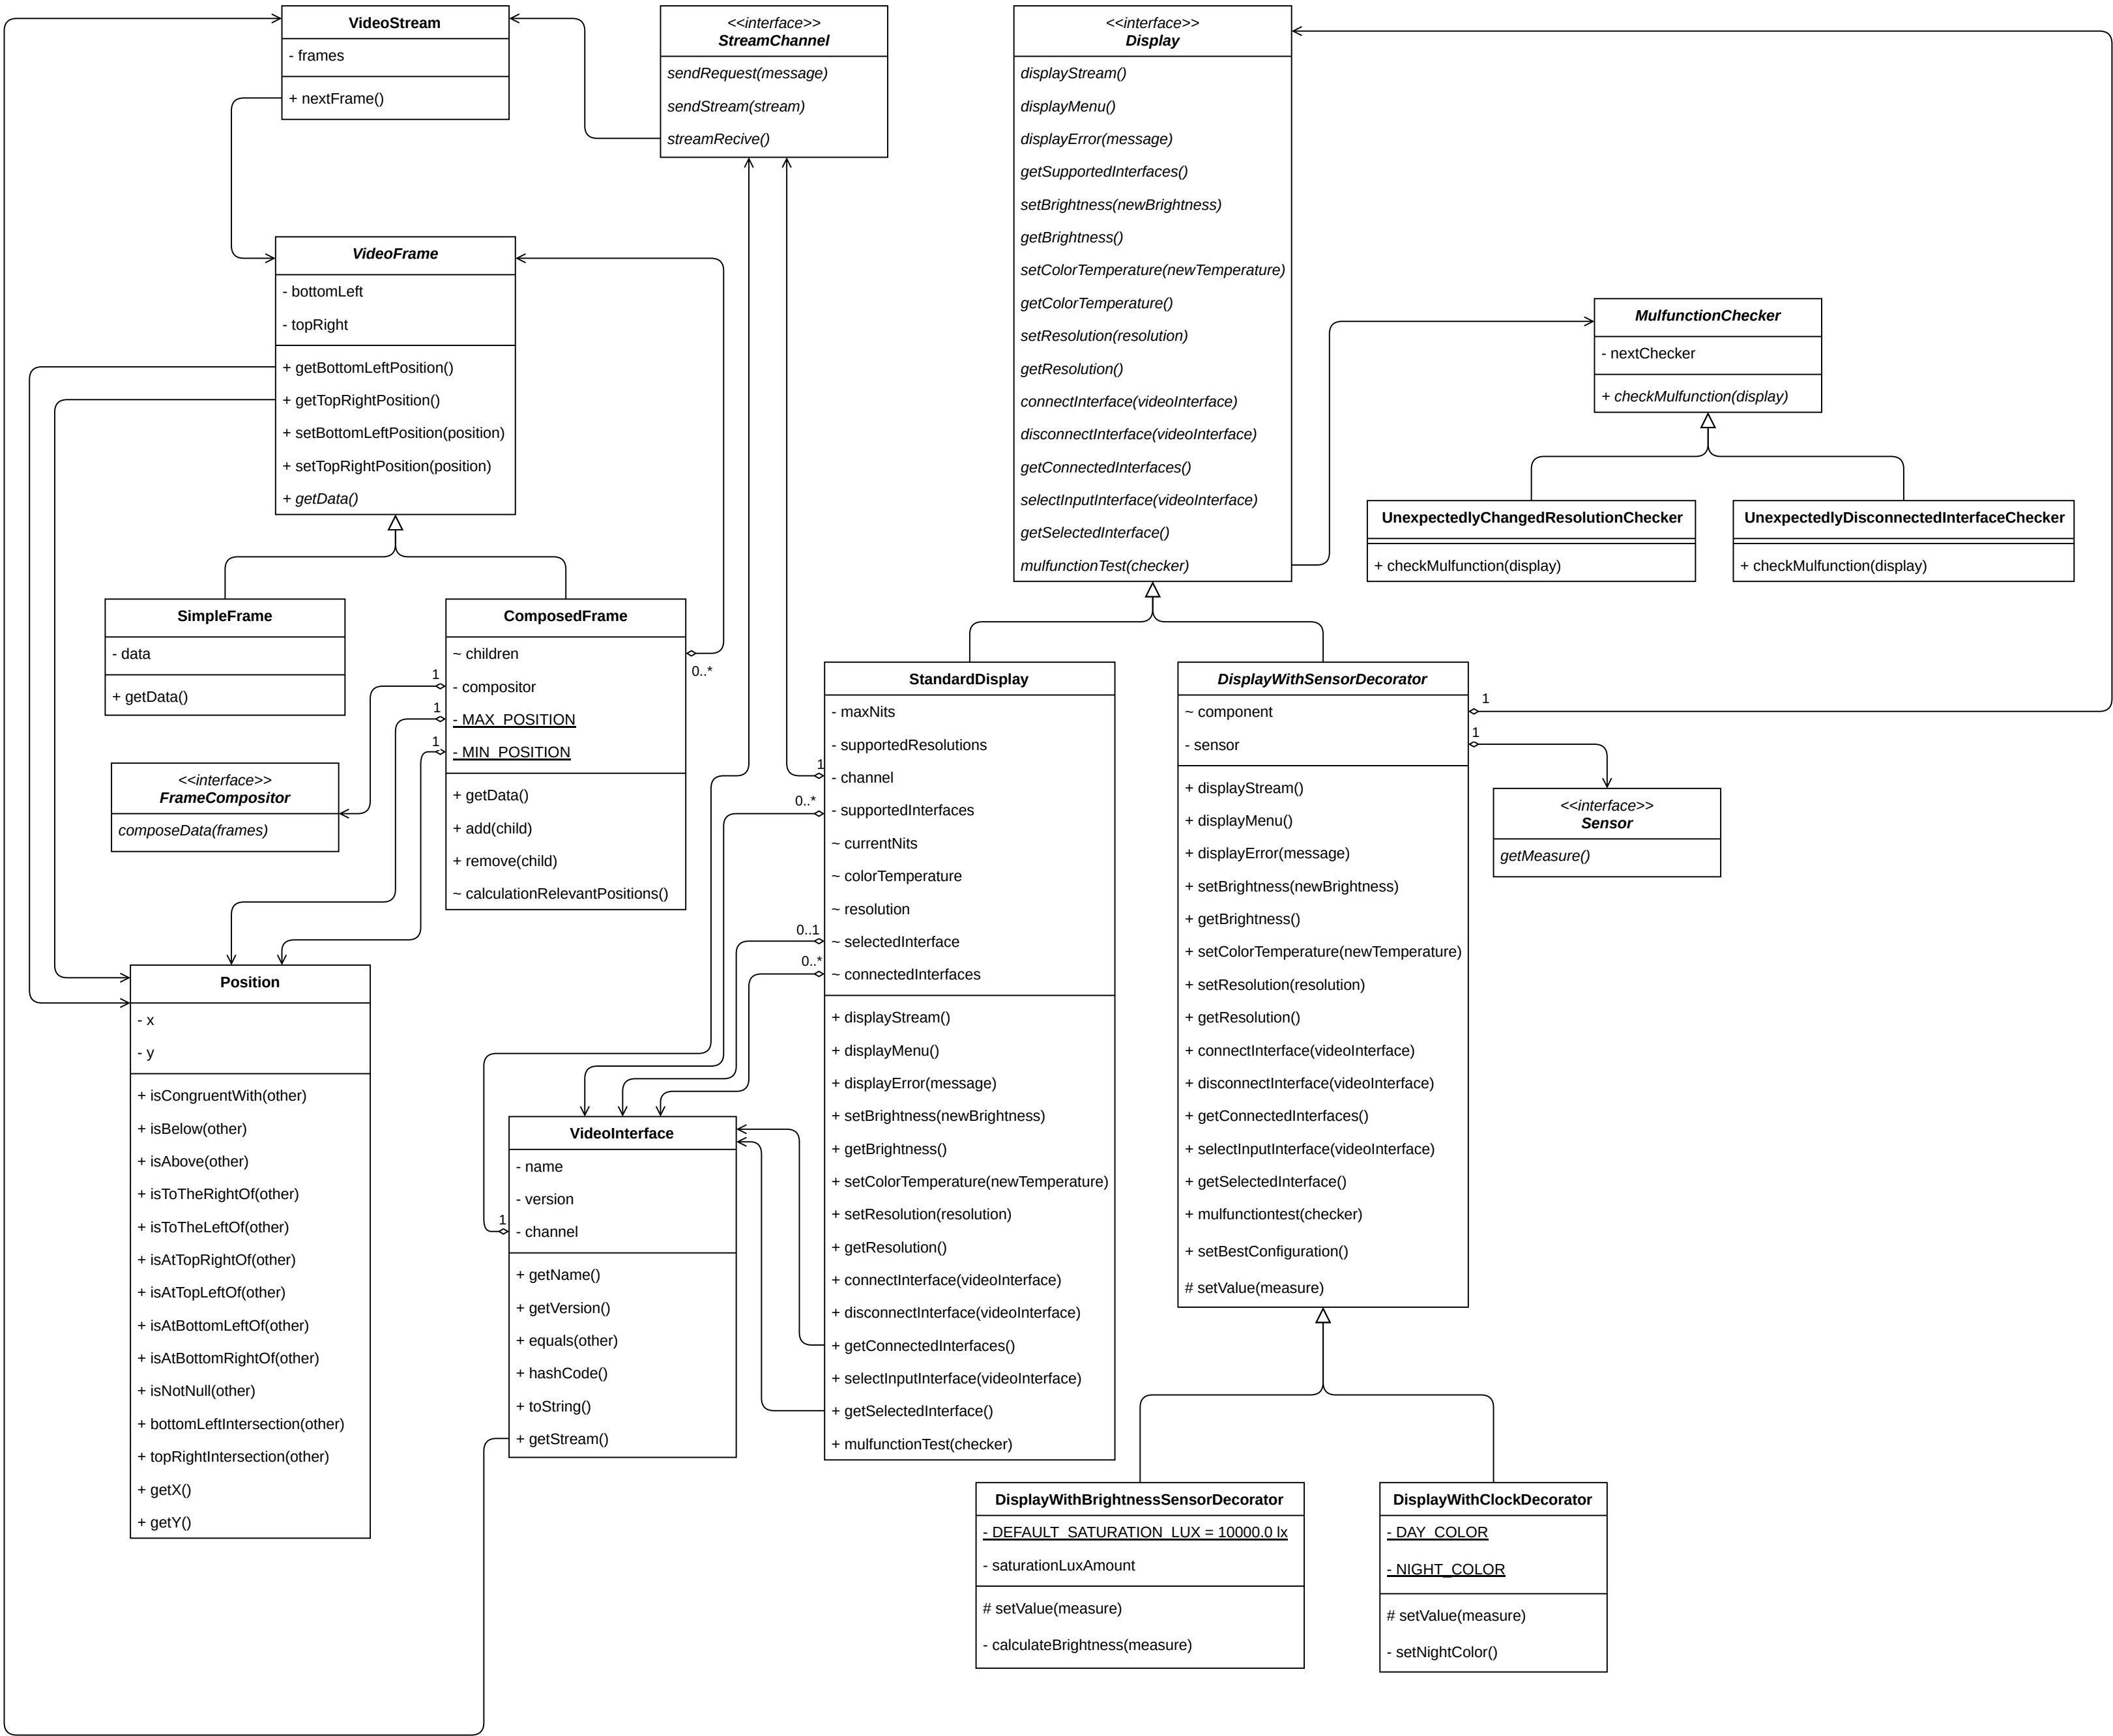 VideoStream
- frames
+ nextFrame()
<<interface>>
StreamChannel
sendRequest(message)
sendStream(stream)
streamRecive()
<<interface>>
Display
displayStream()
displayMenu()
displayError(message)
getSupportedInterfaces()
setBrightness(newBrightness)
getBrightness()
setColorTemperature(newTemperature)
getColorTemperature()
setResolution(resolution)
getResolution()
connectInterface(videoInterface)
disconnectInterface(videoInterface)
getConnectedInterfaces()
selectInputInterface(videoInterface)
getSelectedInterface()
mulfunctionTest(checker)
VideoFrame
- bottomLeft
- topRight
+ getBottomLeftPosition()
+ getTopRightPosition()
+ setBottomLeftPosition(position)
+ setTopRightPosition(position)
+ getData()
MulfunctionChecker
- nextChecker
+ checkMulfunction(display)
UnexpectedlyChangedResolutionChecker
+ checkMulfunction(display)
UnexpectedlyDisconnectedInterfaceChecker
+ checkMulfunction(display)
SimpleFrame
- data
+ getData()
ComposedFrame
~ children
- compositor
- MAX_POSITION
- MIN_POSITION
+ getData()
+ add(child)
+ remove(child)
~ calculationRelevantPositions()
0..*
1
1
1
<<interface>>
FrameCompositor
composeData(frames)
StandardDisplay
- maxNits
- supportedResolutions
- channel
- supportedInterfaces
~ currentNits
~ colorTemperature
~ resolution
~ selectedInterface
~ connectedInterfaces
+ displayStream()
+ displayMenu()
+ displayError(message)
+ setBrightness(newBrightness)
+ getBrightness()
+ setColorTemperature(newTemperature)
+ setResolution(resolution)
+ getResolution()
+ connectInterface(videoInterface)
+ disconnectInterface(videoInterface)
+ getConnectedInterfaces()
+ selectInputInterface(videoInterface)
+ getSelectedInterface()
+ mulfunctionTest(checker)
1
0..*
0..1
0..*
DisplayWithSensorDecorator
~ component
- sensor
+ displayStream()
+ displayMenu()
+ displayError(message)
+ setBrightness(newBrightness)
+ getBrightness()
+ setColorTemperature(newTemperature)
+ setResolution(resolution)
+ getResolution()
+ connectInterface(videoInterface)
+ disconnectInterface(videoInterface)
+ getConnectedInterfaces()
+ selectInputInterface(videoInterface)
+ getSelectedInterface()
+ mulfunctiontest(checker)
+ setBestConfiguration()
# setValue(measure)
1
1
<<interface>>
Sensor
getMeasure()
Position
- x
- y
+ isCongruentWith(other)
+ isBelow(other)
+ isAbove(other)
+ isToTheRightOf(other)
+ isToTheLeftOf(other)
+ isAtTopRightOf(other)
+ isAtTopLeftOf(other)
+ isAtBottomLeftOf(other)
+ isAtBottomRightOf(other)
+ isNotNull(other)
+ bottomLeftIntersection(other)
+ topRightIntersection(other)
+ getX()
+ getY()
VideoInterface
- name
- version
- channel
+ getName()
+ getVersion()
+ equals(other)
+ hashCode()
+ toString()
+ getStream()
1
DisplayWithBrightnessSensorDecorator
- DEFAULT_SATURATION_LUX = 10000.0 lx
- saturationLuxAmount
# setValue(measure)
- calculateBrightness(measure)
DisplayWithClockDecorator
- DAY_COLOR
- NIGHT_COLOR
# setValue(measure)
- setNightColor()